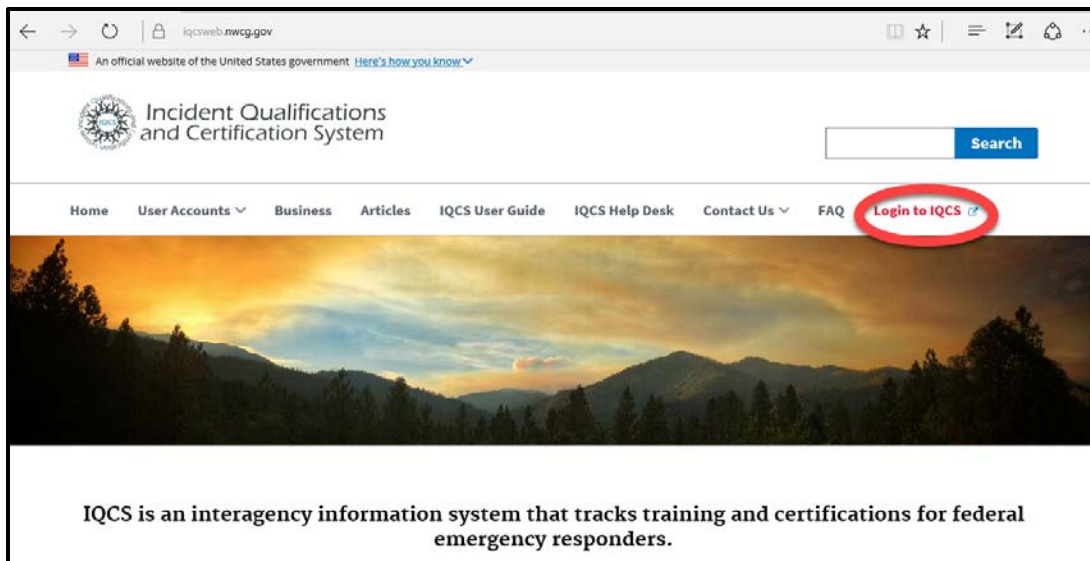 iqcsweb.nwcg.gov
An official website of the United States government Here's how you know
IQCS
Incident Qualifications
and Certification System
Search
Home User Accounts Business Articles IQCS User Guide IQCS Help Desk Contact Us FAQ Login to IQCS
IQCS is an interagency information system that tracks training and certifications for federal
emergency responders.